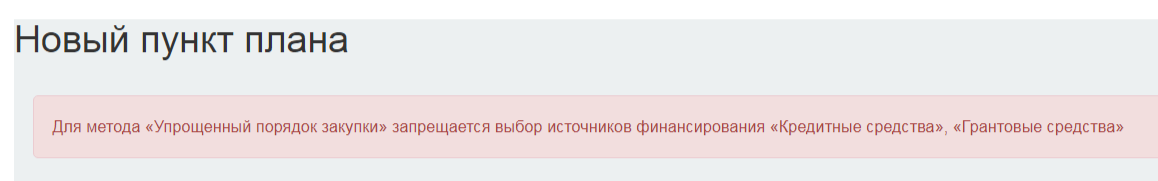 Новый пункт плана
Для метода «Упрощенный порядок закупки» запрещается выбор источников финансирования «Кредитные средства», «Грантовые средства»